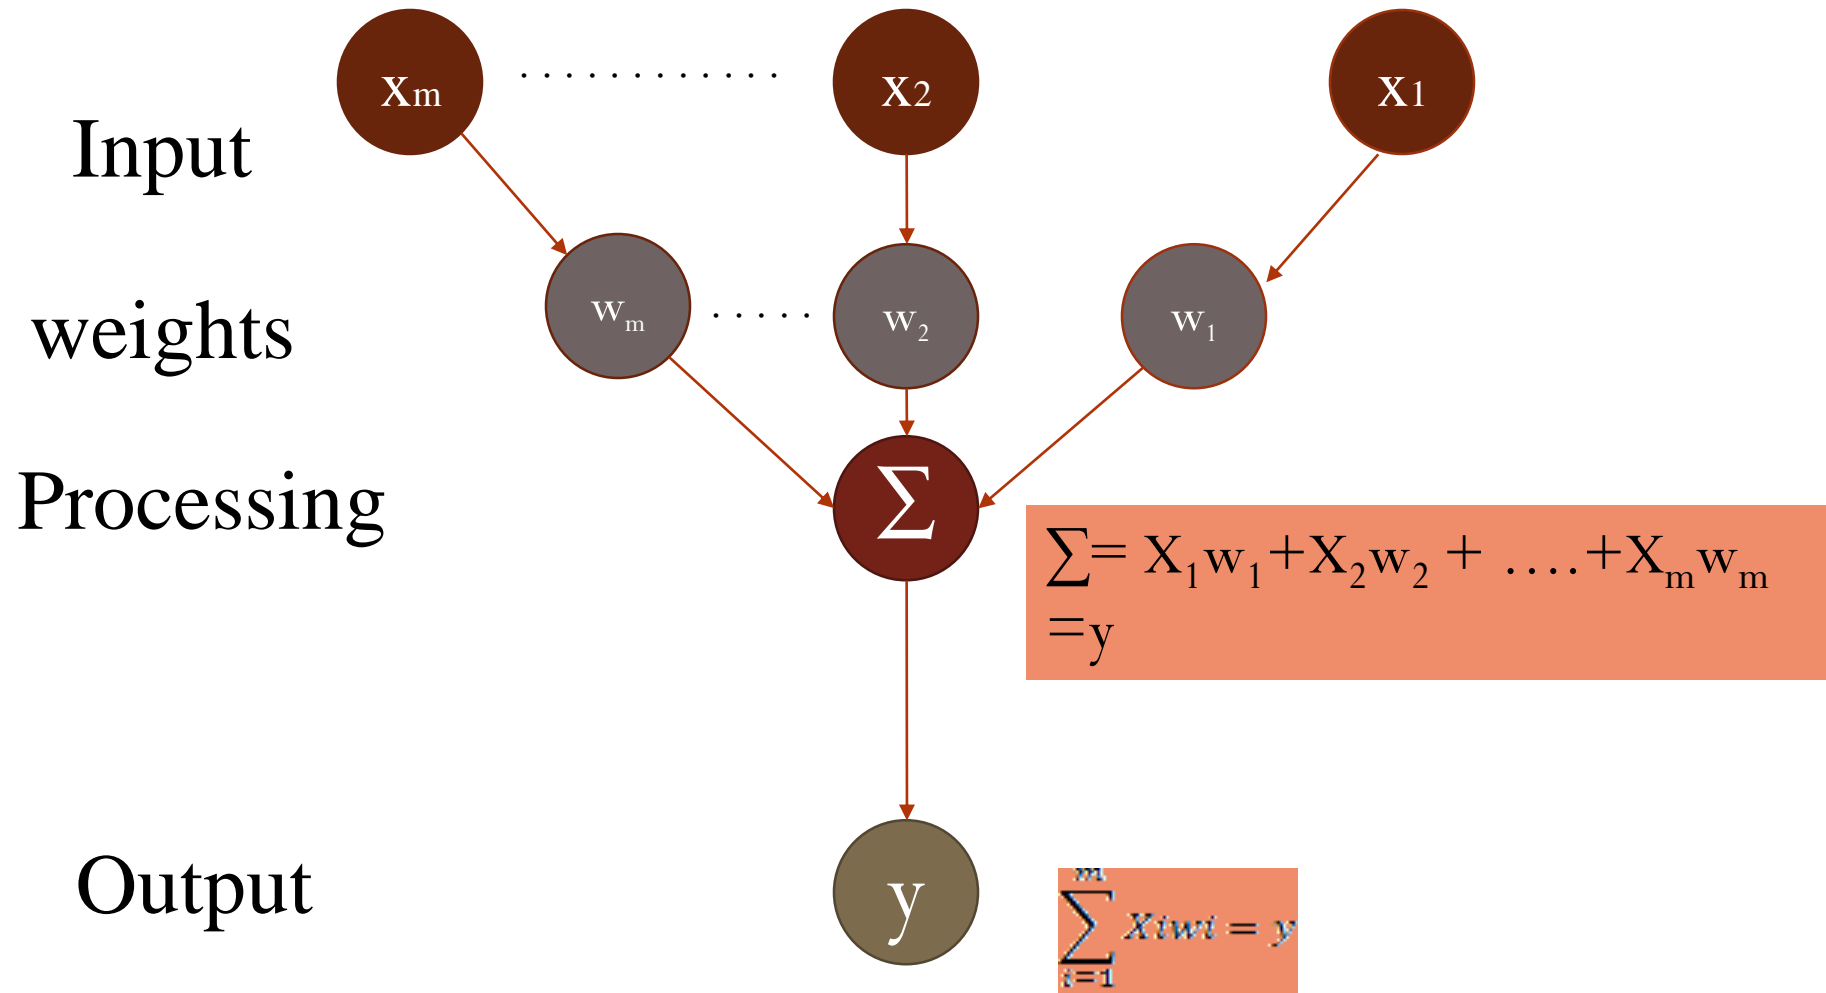 xm ............ x2 x1
Input
wm ..... w2 w1
weights
Processing
∑
∑= X₁w₁+X₂w₂ + ....+Xₘwₘ
=y
Output
y
m
∑ Xiwi = y
i=1